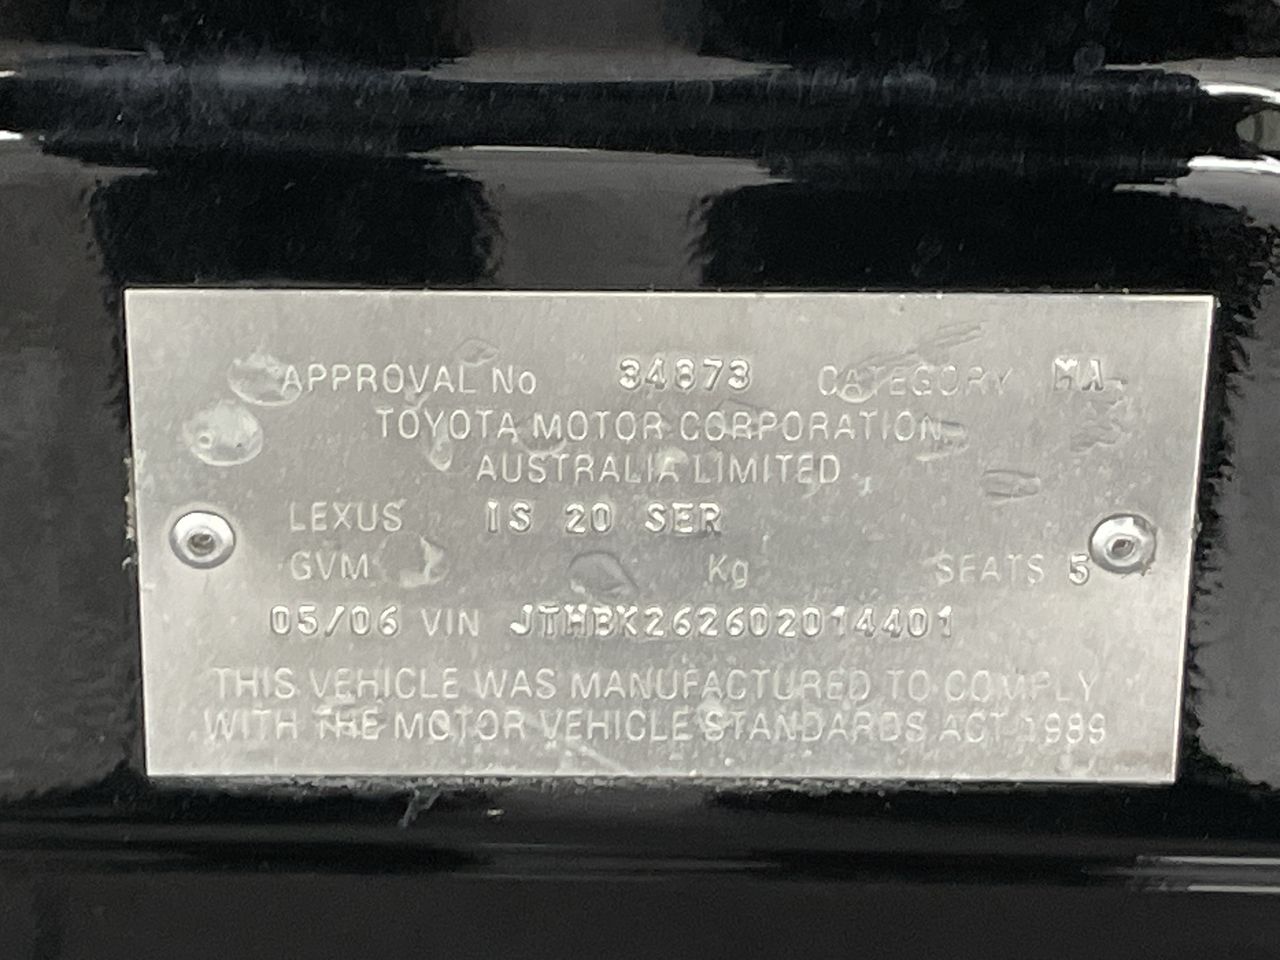 APPROVAL No 34873 CATEGORY MA
TOYOTA MOTOR CORPORATION
AUSTRALIA LIMITED
LEXUS IS 20 SER
GVM Kg SEATS 5
05/06 VIN JTHBK262602014401
THIS VEHICLE WAS MANUFACTURED TO COMPLY
WITH THE MOTOR VEHICLE STANDARDS ACT 1989